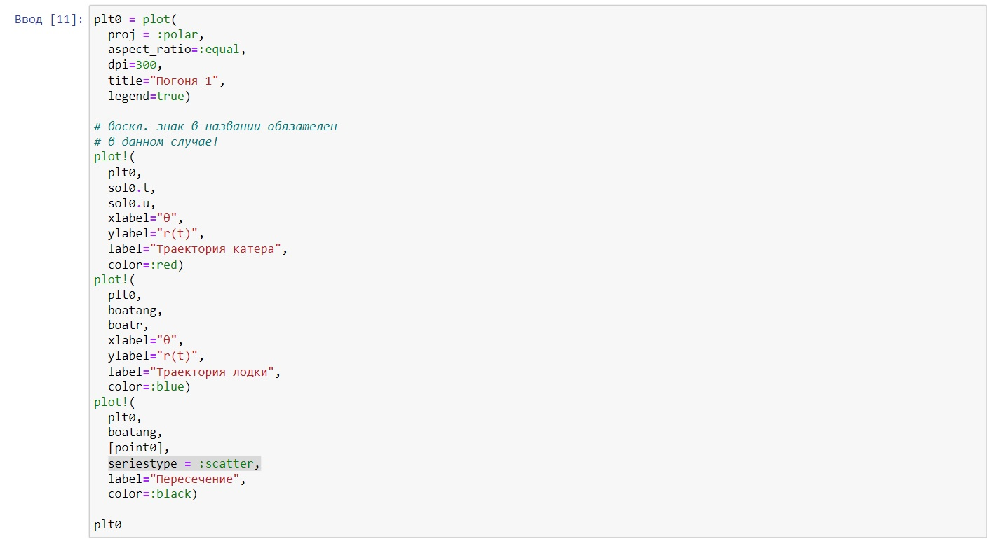 Ввод [11]: plt0 = plot(
  proj = :polar,
  aspect_ratio=:equal,
  dpi=300,
  title="Погоня 1",
  legend=true)

# воскл. знак в названии обязателен
# в данном случае!
plot!(
  plt0,
  sol0.t,
  sol0.u,
  xlabel="θ",
  ylabel="r(t)",
  label="Траектория катера",
  color=:red)
plot!(
  plt0,
  boatang,
  boatr,
  xlabel="θ",
  ylabel="r(t)",
  label="Траектория лодки",
  color=:blue)
plot!(
  plt0,
  boatang,
  [point0],
  seriestype = :scatter,
  label="Пересечение",
  color=:black)

plt0